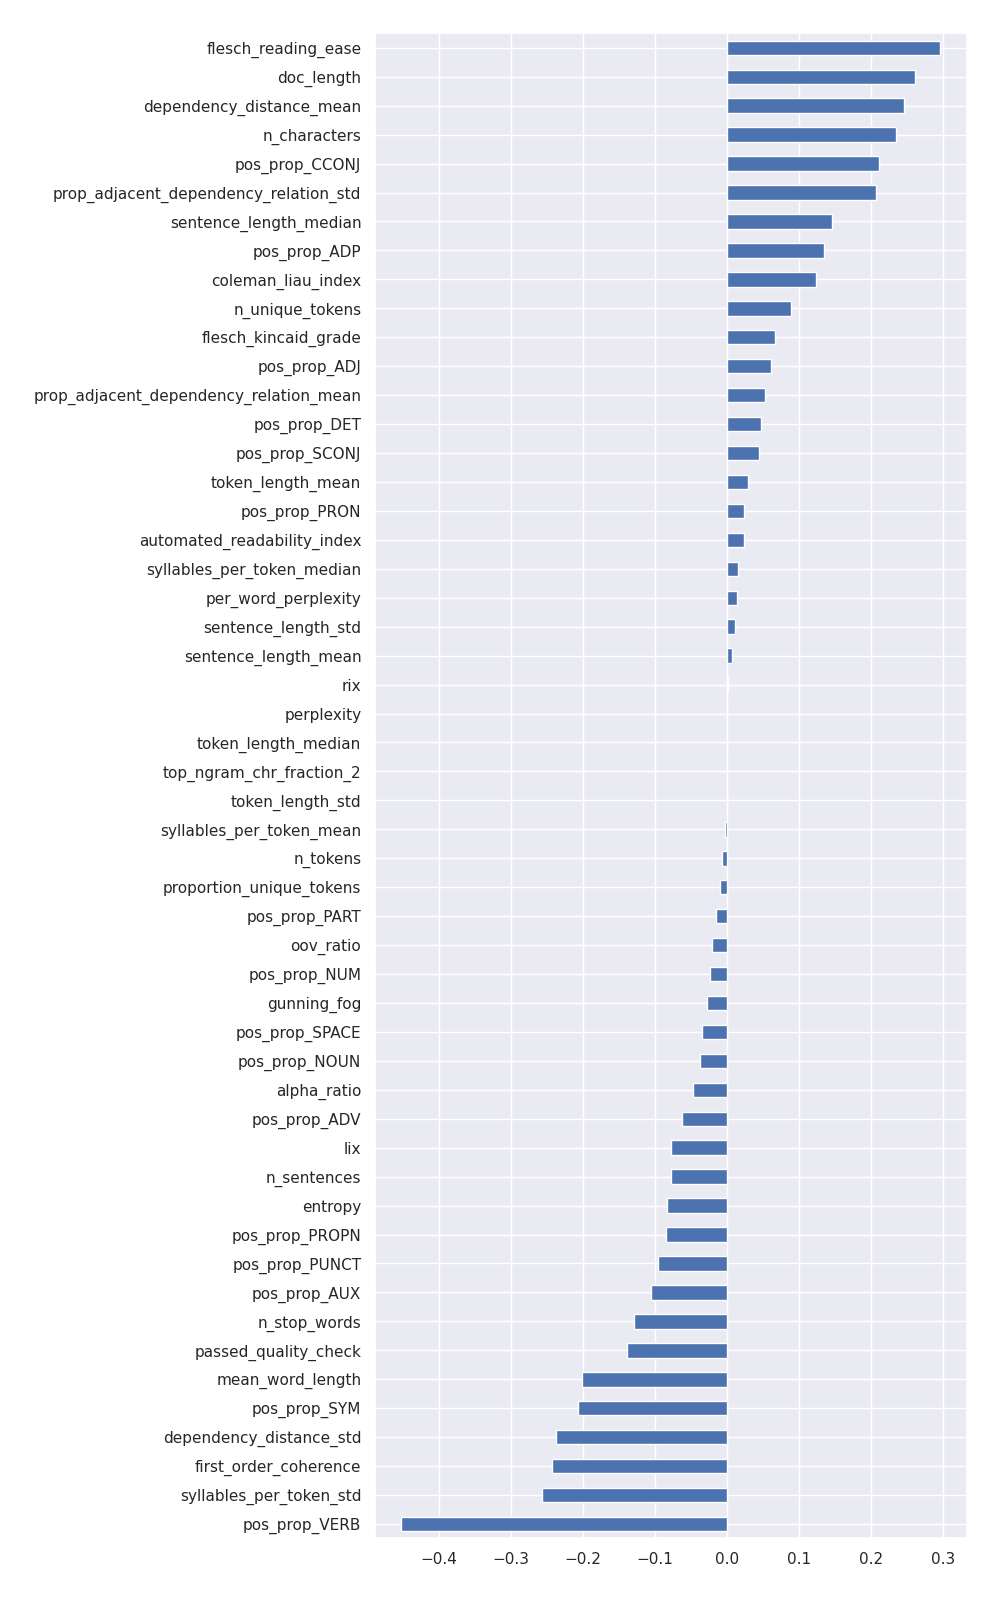 flesch_reading_ease
doc_length
dependency_distance_mean
n_characters
pos_prop_CCONJ
prop_adjacent_dependency_relation_std
sentence_length_median
pos_prop_ADP
coleman_liau_index
n_unique_tokens
flesch_kincaid_grade
pos_prop_ADJ
prop_adjacent_dependency_relation_mean
pos_prop_DET
pos_prop_SCONJ
token_length_mean
pos_prop_PRON
automated_readability_index
syllables_per_token_median
per_word_perplexity
sentence_length_std
sentence_length_mean
rix
perplexity
token_length_median
top_ngram_chr_fraction_2
token_length_std
syllables_per_token_mean
n_tokens
proportion_unique_tokens
pos_prop_PART
oov_ratio
pos_prop_NUM
gunning_fog
pos_prop_SPACE
pos_prop_NOUN
alpha_ratio
pos_prop_ADV
lix
n_sentences
entropy
pos_prop_PROPN
pos_prop_PUNCT
pos_prop_AUX
n_stop_words
passed_quality_check
mean_word_length
pos_prop_SYM
dependency_distance_std
first_order_coherence
syllables_per_token_std
pos_prop_VERB
−0.4 −0.3 −0.2 −0.1 0.0 0.1 0.2 0.3